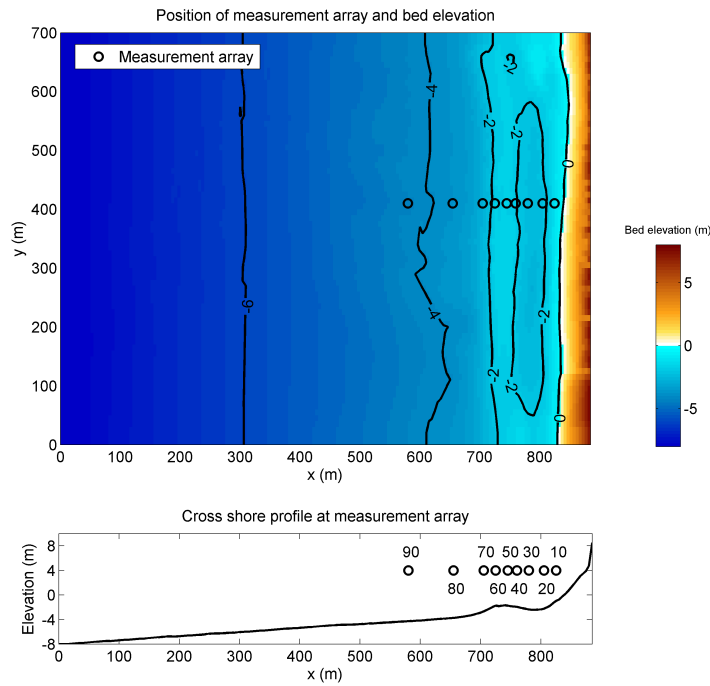 Position of measurement array and bed elevation
700
600
500
400
300
200
100
0
y (m)
Measurement array
-4
-2
-2
-2
0
-6
-4
-2
-2
-2
0
0 100 200 300 400 500 600 700 800
x (m)
Bed elevation (m)
5
0
-5
Cross shore profile at measurement array
8
4
0
-4
-8
Elevation (m)
90 70 50 30 10
80 60 40 20
0 100 200 300 400 500 600 700 800
x (m)